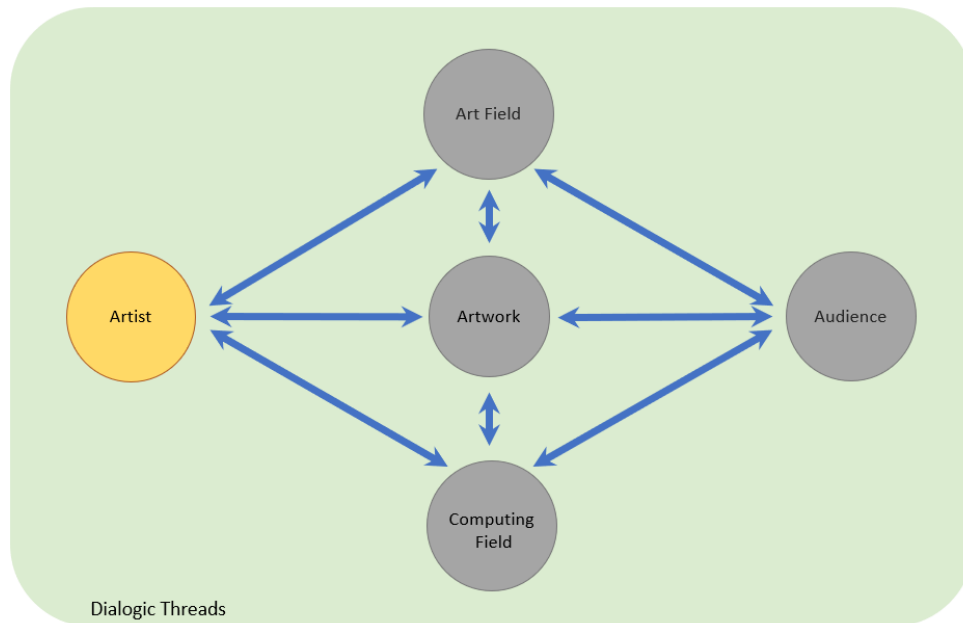 Art Field
Artist
Artwork
Audience
Computing
Field
Dialogic Threads